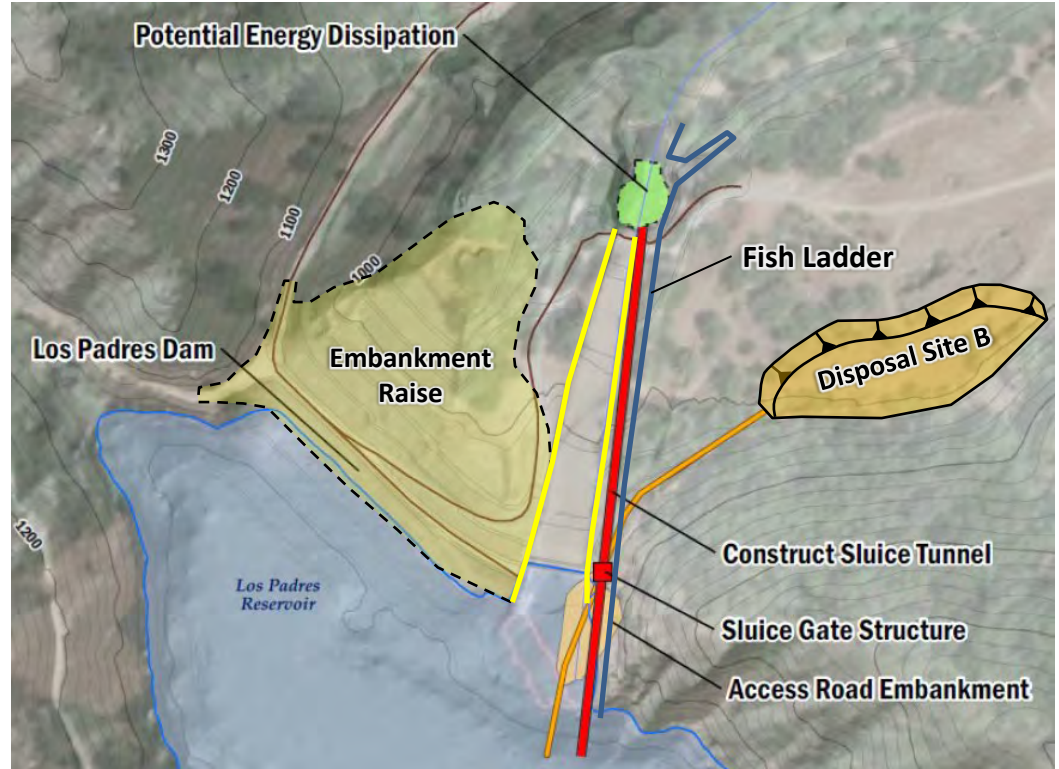 Potential Energy Dissipation
1300
1200
1100
1000
Fish Ladder
Los Padres Dam
Embankment
Raise
Disposal Site B
1200
Los Padres
Reservoir
Construct Sluice Tunnel
Sluice Gate Structure
Access Road Embankment